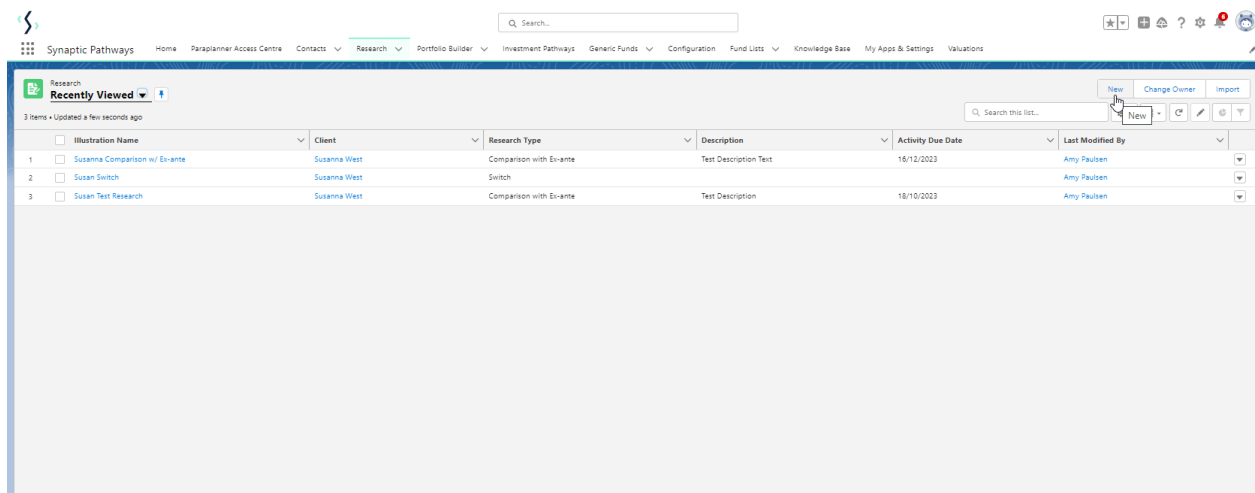 Search...
6
Synaptic Pathways Home Paraplanner Access Centre Contacts Research Portfolio Builder Investment Pathways Generic Funds Configuration Fund Lists Knowledge Base My Apps & Settings Valuations
Research
Recently Viewed
New Change Owner Import
3 items • Updated a few seconds ago
Search this list...
New
Illustration Name Client Research Type Description Activity Due Date Last Modified By
1 Susanna Comparison w/ Ex-ante Susanna West Comparison with Ex-ante Test Description Text 16/12/2023 Amy Paulsen
2 Susan Switch Susanna West Switch Amy Paulsen
3 Susan Test Research Susanna West Comparison with Ex-ante Test Description 18/10/2023 Amy Paulsen